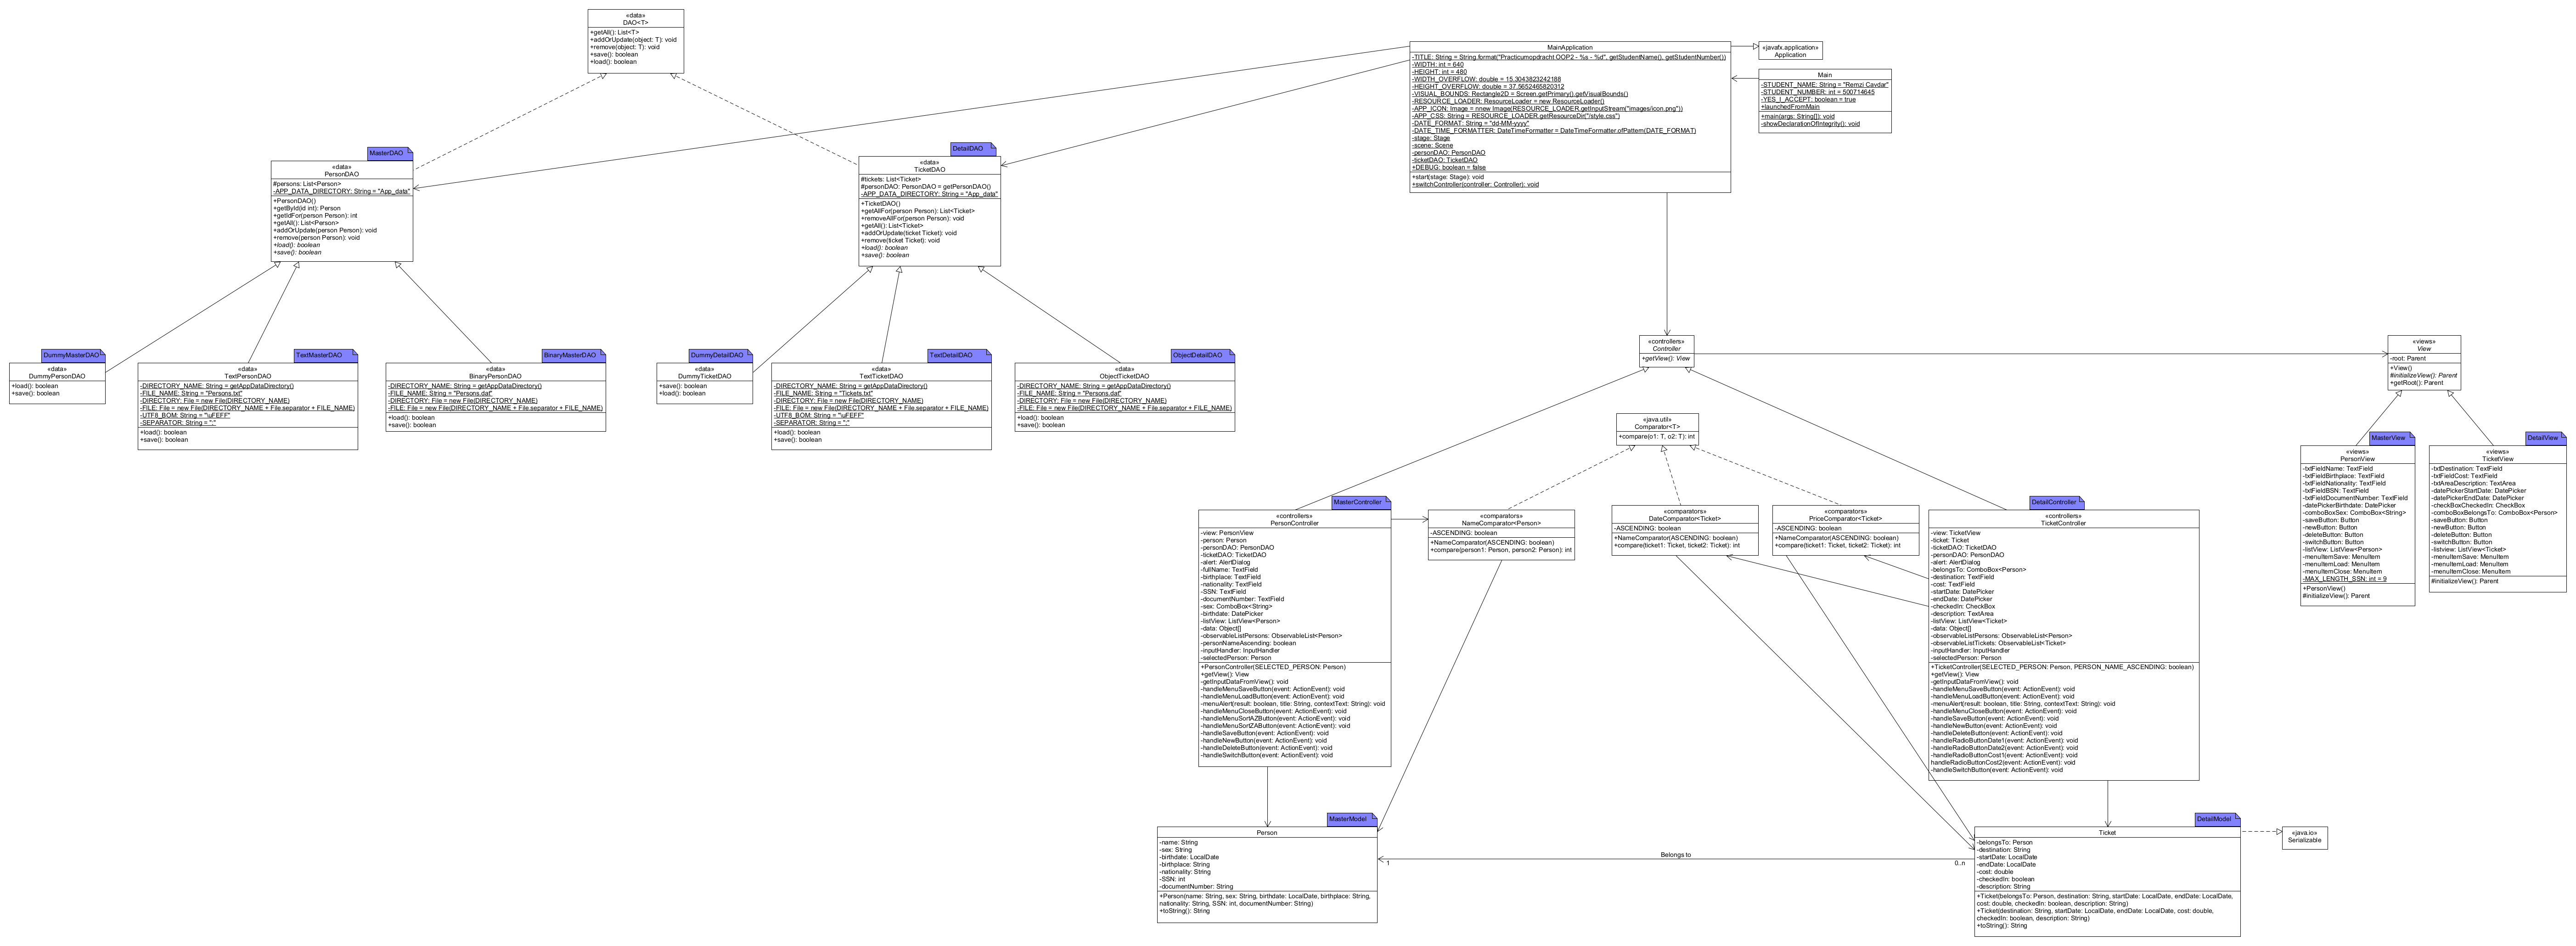 «data»
DAO<T>
+getAll(): List<T>
+addOrUpdate(object: T): void
+remove(object: T): void
+save(): boolean
+load(): boolean
MasterDAO
«data»
PersonDAO
#persons: List<Person>
-APP_DATA_DIRECTORY: String = "App_data"
+PersonDAO()
+getById(id int): Person
+getIdFor(person Person): int
+getAll(): List<Person>
+addOrUpdate(person Person): void
+remove(person Person): void
+load(): boolean
+save(): boolean
DetailDAO
«data»
TicketDAO
#tickets: List<Ticket>
#personDAO: PersonDAO = getPersonDAO()
-APP_DATA_DIRECTORY: String = "App_data"
+TicketDAO()
+getAllFor(person Person): List<Ticket>
+removeAllFor(person Person): void
+getAll(): List<Ticket>
+addOrUpdate(ticket Ticket): void
+remove(ticket Ticket): void
+load(): boolean
+save(): boolean
DummyMasterDAO
«data»
DummyPersonDAO
+load(): boolean
+save(): boolean
TextMasterDAO
«data»
TextPersonDAO
-DIRECTORY_NAME: String = getAppDataDirectory()
-FILE_NAME: String = "Persons.txt"
-DIRECTORY: File = new File(DIRECTORY_NAME)
-FILE: File = new File(DIRECTORY_NAME + File.separator + FILE_NAME)
-UTF8_BOM: String = "\uFEFF"
-SEPARATOR: String = ";"
+load(): boolean
+save(): boolean
BinaryMasterDAO
«data»
BinaryPersonDAO
-DIRECTORY_NAME: String = getAppDataDirectory()
-FILE_NAME: String = "Persons.dat"
-DIRECTORY: File = new File(DIRECTORY_NAME)
-FILE: File = new File(DIRECTORY_NAME + File.separator + FILE_NAME)
+load(): boolean
+save(): boolean
DummyDetailDAO
«data»
DummyTicketDAO
+save(): boolean
+load(): boolean
TextDetailDAO
«data»
TextTicketDAO
-DIRECTORY_NAME: String = getAppDataDirectory()
-FILE_NAME: String = "Tickets.txt"
-DIRECTORY: File = new File(DIRECTORY_NAME)
-FILE: File = new File(DIRECTORY_NAME + File.separator + FILE_NAME)
-UTF8_BOM: String = "\uFEFF"
-SEPARATOR: String = ";"
+load(): boolean
+save(): boolean
ObjectDetailDAO
«data»
ObjectTicketDAO
-DIRECTORY_NAME: String = getAppDataDirectory()
-FILE_NAME: String = "Persons.dat"
-DIRECTORY: File = new File(DIRECTORY_NAME)
-FILE: File = new File(DIRECTORY_NAME + File.separator + FILE_NAME)
+load(): boolean
+save(): boolean
MainApplication
-TITLE: String = String.format("Practicumopdracht OOP2 - %s - %d", getStudentName(), getStudentNumber())
-WIDTH: int = 640
-HEIGHT: int = 480
-WIDTH_OVERFLOW: double = 15.3043823242188
-HEIGHT_OVERFLOW: double = 37.5652465820312
-VISUAL_BOUNDS: Rectangle2D = Screen.getPrimary().getVisualBounds()
-RESOURCE_LOADER: ResourceLoader = new ResourceLoader()
-APP_ICON: Image = nnew Image(RESOURCE_LOADER.getInputStream("images/icon.png"))
-APP_CSS: String = RESOURCE_LOADER.getResourceDir("/style.css")
-DATE_FORMAT: String = "dd-MM-yyyy"
-DATE_TIME_FORMATTER: DateTimeFormatter = DateTimeFormatter.ofPattern(DATE_FORMAT)
-stage: Stage
-scene: Scene
-personDAO: PersonDAO
-ticketDAO: TicketDAO
+DEBUG: boolean = false
+start(stage: Stage): void
+switchController(controller: Controller): void
«javafx.application»
Application
Main
-STUDENT_NAME: String = "Remzi Cavdar"
-STUDENT_NUMBER: int = 500714645
-YES_I_ACCEPT: boolean = true
+launchedFromMain
+main(args: String[]): void
-showDeclarationOfIntegrity(): void
«controllers»
Controller
+getView(): View
«views»
View
-root: Parent
+View()
#initializeView(): Parent
+getRoot(): Parent
«java.util»
Comparator<T>
+compare(o1: T, o2: T): int
MasterController
«controllers»
PersonController
-view: PersonView
-person: Person
-personDAO: PersonDAO
-ticketDAO: TicketDAO
-alert: AlertDialog
-fullName: TextField
-birthplace: TextField
-nationality: TextField
-SSN: TextField
-documentNumber: TextField
-sex: ComboBox<String>
-birthdate: DatePicker
-listView: ListView<Person>
-data: Object[]
-observableListPersons: ObservableList<Person>
-personNameAscending: boolean
-inputHandler: InputHandler
-selectedPerson: Person
+PersonController(SELECTED_PERSON: Person)
+getView(): View
-getInputDataFromView(): void
-handleMenuSaveButton(event: ActionEvent): void
-handleMenuLoadButton(event: ActionEvent): void
-menuAlert(result: boolean, title: String, contextText: String): void
-handleMenuCloseButton(event: ActionEvent): void
-handleMenuSortAZButton(event: ActionEvent): void
-handleMenuSortZAButton(event: ActionEvent): void
-handleSaveButton(event: ActionEvent): void
-handleNewButton(event: ActionEvent): void
-handleDeleteButton(event: ActionEvent): void
-handleSwitchButton(event: ActionEvent): void
«comparators»
NameComparator<Person>
-ASCENDING: boolean
+NameComparator(ASCENDING: boolean)
+compare(person1: Person, person2: Person): int
«comparators»
DateComparator<Ticket>
-ASCENDING: boolean
+NameComparator(ASCENDING: boolean)
+compare(ticket1: Ticket, ticket2: Ticket): int
«comparators»
PriceComparator<Ticket>
-ASCENDING: boolean
+NameComparator(ASCENDING: boolean)
+compare(ticket1: Ticket, ticket2: Ticket): int
DetailController
«controllers»
TicketController
-view: TicketView
-ticket: Ticket
-ticketDAO: TicketDAO
-personDAO: PersonDAO
-alert: AlertDialog
-belongsTo: ComboBox<Person>
-destination: TextField
-cost: TextField
-startDate: DatePicker
-endDate: DatePicker
-checkedIn: CheckBox
-description: TextArea
-listView: ListView<Ticket>
-data: Object[]
-observableListPersons: ObservableList<Person>
-observableListTickets: ObservableList<Ticket>
-inputHandler: InputHandler
-selectedPerson: Person
+TicketController(SELECTED_PERSON: Person, PERSON_NAME_ASCENDING: boolean)
+getView(): View
-getInputDataFromView(): void
-handleMenuSaveButton(event: ActionEvent): void
-handleMenuLoadButton(event: ActionEvent): void
-menuAlert(result: boolean, title: String, contextText: String): void
-handleMenuCloseButton(event: ActionEvent): void
-handleSaveButton(event: ActionEvent): void
-handleNewButton(event: ActionEvent): void
-handleDeleteButton(event: ActionEvent): void
-handleRadioButtonDate1(event: ActionEvent): void
-handleRadioButtonDate2(event: ActionEvent): void
-handleRadioButtonCost1(event: ActionEvent): void
handleRadioButtonCost2(event: ActionEvent): void
-handleSwitchButton(event: ActionEvent): void
MasterView
«views»
PersonView
-txtFieldName: TextField
-txtFieldBirthplace: TextField
-txtFieldNationality: TextField
-txtFieldBSN: TextField
-txtFieldDocumentNumber: TextField
-datePickerBirthdate: DatePicker
-comboBoxSex: ComboBox<String>
-saveButton: Button
-newButton: Button
-deleteButton: Button
-switchButton: Button
-listView: ListView<Person>
-menuItemSave: MenuItem
-menuItemLoad: MenuItem
-menuItemClose: MenuItem
-MAX_LENGTH_SSN: int = 9
+PersonView()
#initializeView(): Parent
DetailView
«views»
TicketView
-txtDestination: TextField
-txtFieldCost: TextField
-txtAreaDescription: TextArea
-datePickerStartDate: DatePicker
-datePickerEndDate: DatePicker
-checkBoxCheckedIn: CheckBox
-comboBoxBelongsTo: ComboBox<Person>
-saveButton: Button
-newButton: Button
-deleteButton: Button
-switchButton: Button
-listview: ListView<Ticket>
-menuItemSave: MenuItem
-menuItemLoad: MenuItem
-menuItemClose: MenuItem
#initializeView(): Parent
MasterModel
Person
-name: String
-sex: String
-birthdate: LocalDate
-birthplace: String
-nationality: String
-SSN: int
-documentNumber: String
+Person(name: String, sex: String, birthdate: LocalDate, birthplace: String,
nationality: String, SSN: int, documentNumber: String)
+toString(): String
1
Belongs to
0..n
DetailModel
Ticket
-belongsTo: Person
-destination: String
-startDate: LocalDate
-endDate: LocalDate
-cost: double
-checkedIn: boolean
-description: String
+Ticket(belongsTo: Person, destination: String, startDate: LocalDate, endDate: LocalDate,
cost: double, checkedIn: boolean, description: String)
+Ticket(destination: String, startDate: LocalDate, endDate: LocalDate, cost: double,
checkedIn: boolean, description: String)
+toString(): String
«java.io»
Serializable